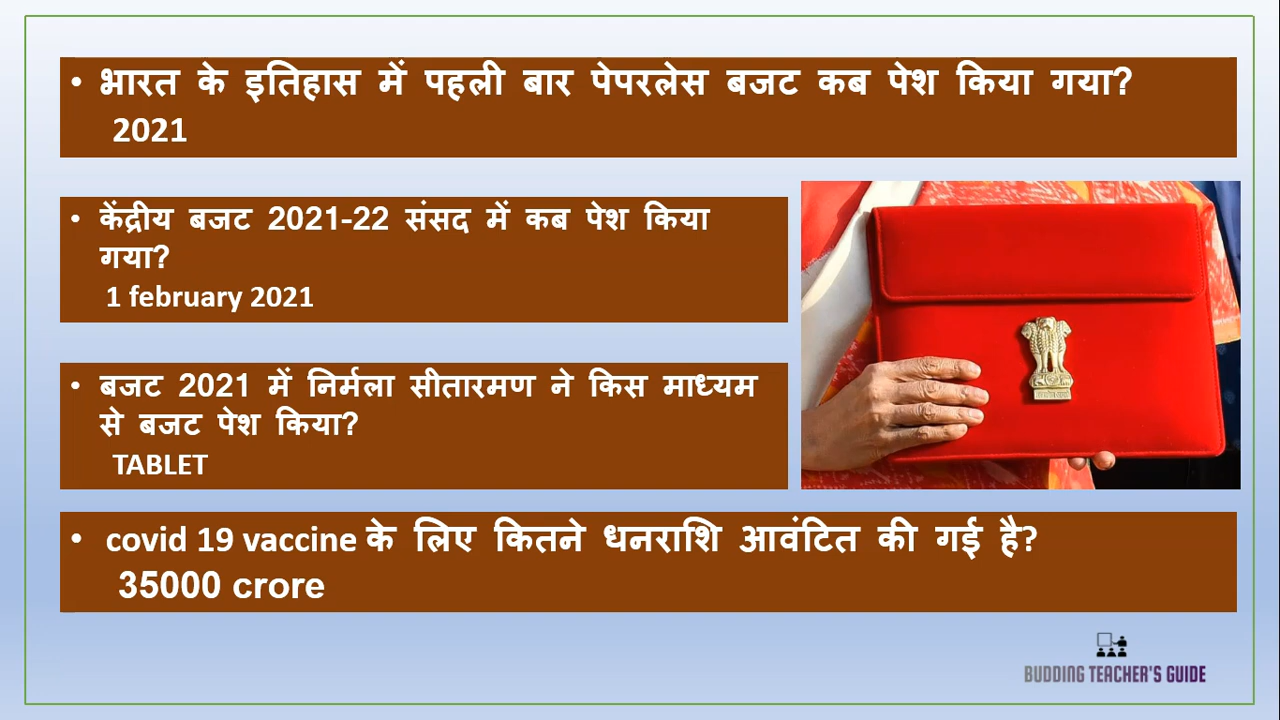 • भारत के इतिहास में पहली बार पेपरलेस बजट कब पेश किया गया?
2021
• केंद्रीय बजट 2021-22 संसद में कब पेश किया
गया?
1 february 2021
• बजट 2021 में निर्मला सीतारमण ने किस माध्यम
से बजट पेश किया?
TABLET
• covid 19 vaccine के लिए कितने धनराशि आवंटित की गई है?
35000 crore
BUDDING TEACHER'S GUIDE